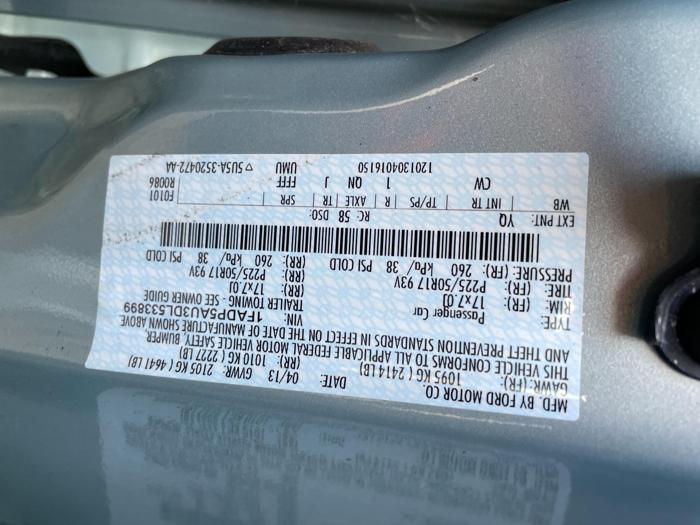 MFD. BY FORD MOTOR CO.
DATE: 04/13 GVWR: 2105 KG ( 4641 LB)
GAWR: (FR): 1095 KG ( 2414 LB) (RR): 1010 KG ( 2227 LB)
THIS VEHICLE CONFORMS TO ALL APPLICABLE FEDERAL MOTOR VEHICLE SAFETY, BUMPER
AND THEFT PREVENTION STANDARDS IN EFFECT ON THE DATE OF MANUFACTURE SHOWN ABOVE
VIN: 1FADP5AU3DL533899
TYPE: Passenger Car TRAILER TOWING - SEE OWNER GUIDE
RIM: (FR): 17x7.0J (RR): 17x7.0J
TIRE: P225/50R17 93V P225/50R17 93V
PRESSURE: (FR): 260 kPa/ 38 PSI COLD (RR): 260 kPa/ 38 PSI COLD
EXT PNT: YQ RC: 58 DSO: F0101
WB INT TR TP/PS R AXLE TR SPR R0086
CW 1 QN J FFFF
120130401​6150 UMU ▽5U5A-3S20472-AA